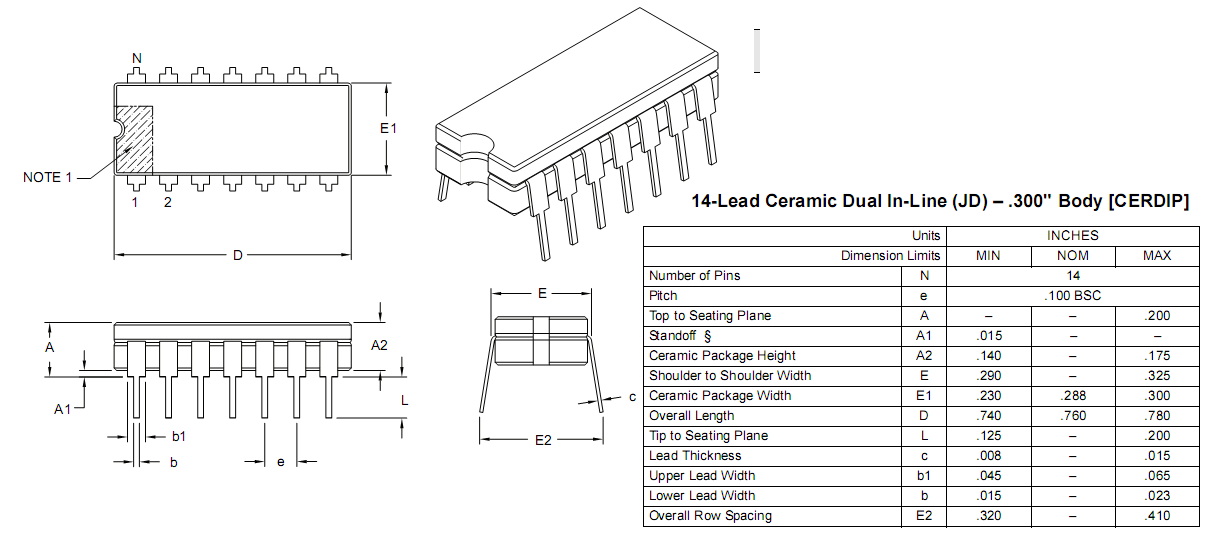 N
E1
NOTE 1
1 2
D
14-Lead Ceramic Dual In-Line (JD) – .300" Body [CERDIP]
Units INCHES
Dimension Limits MIN NOM MAX
Number of Pins N 14
Pitch e .100 BSC
Top to Seating Plane A – – .200
Standoff § A1 .015 – –
Ceramic Package Height A2 .140 – .175
Shoulder to Shoulder Width E .290 – .325
Ceramic Package Width E1 .230 .288 .300
Overall Length D .740 .760 .780
Tip to Seating Plane L .125 – .200
Lead Thickness c .008 – .015
Upper Lead Width b1 .045 – .065
Lower Lead Width b .015 – .023
Overall Row Spacing E2 .320 – .410
E
A
A2
A1
L
c
b1
E2
b
e